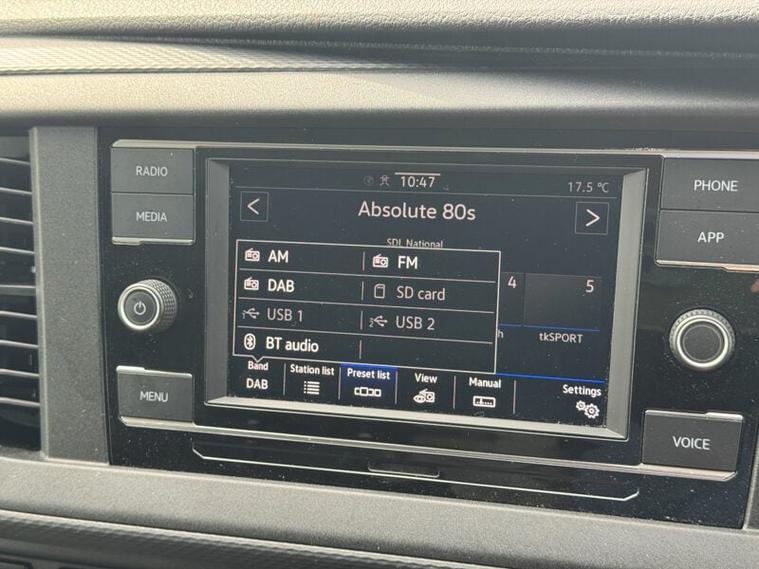 RADIO
MEDIA
MENU
10:47
17.5 °C
Absolute 80s
SDL National
AM
FM
DAB
SD card
USB 1
USB 2
BT audio
4
5
tkSPORT
Band
DAB
Station list
Preset list
View
Manual
Settings
PHONE
APP
VOICE